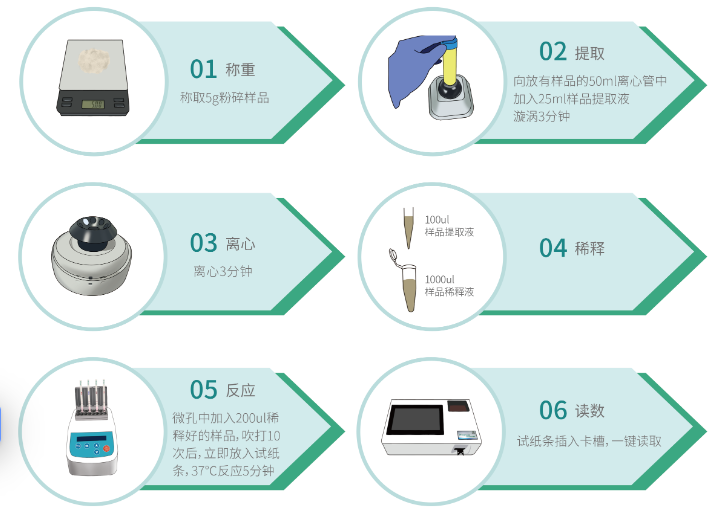 01 称重
称取5g粉碎样品
02 提取
向放有样品的50ml离心管中
加入25ml样品提取液
漩涡3分钟
03 离心
离心3分钟
100ul
样品提取液
1000ul
样品稀释液
04 稀释
05 反应
微孔中加入200ul稀
释好的样品,吹打10
次后,立即放入试纸
条,37℃反应5分钟
06 读数
试纸条插入卡槽,一键读取